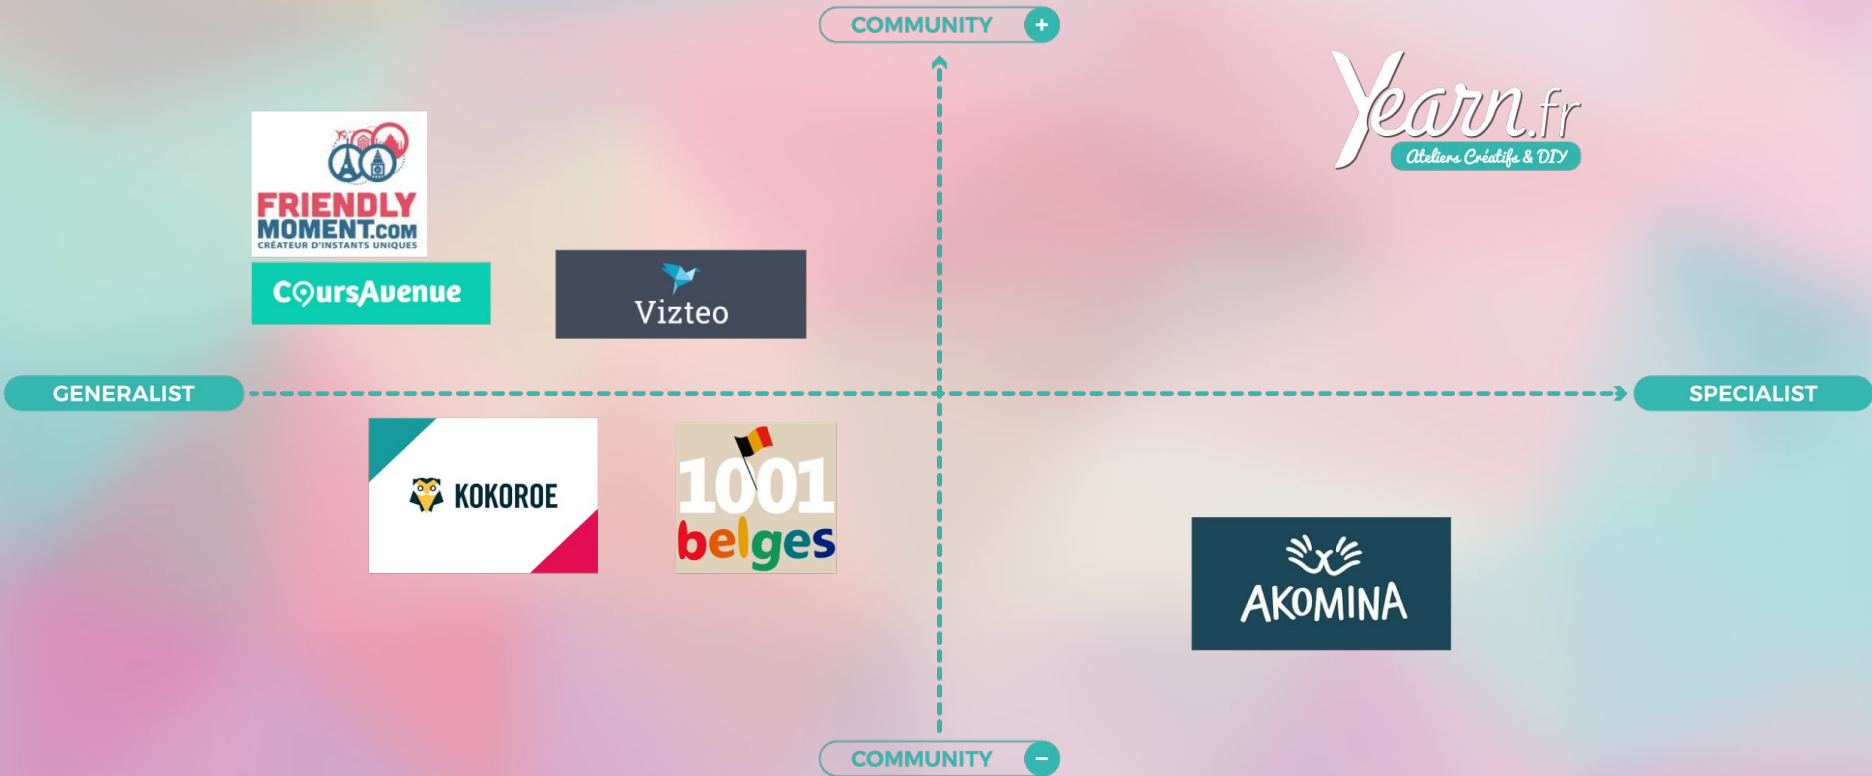 COMMUNITY +
Yearn.fr
Ateliers Créatifs & DIY
FRIENDLY
MOMENT.COM
CRÉATEUR D'INSTANTS UNIQUES
CoursAvenue
Vizteo
GENERALIST
SPECIALIST
KOKOROE
1001
belges
AKOMINA
COMMUNITY −